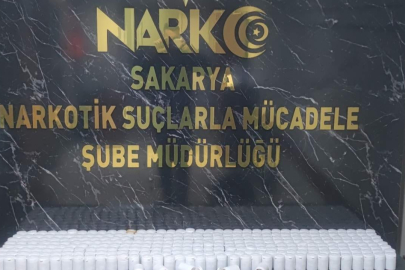 NARKO
SAKARYA
NARKOTİK SUÇLARLA MÜCADELE
ŞUBE MÜDÜRLÜĞÜ